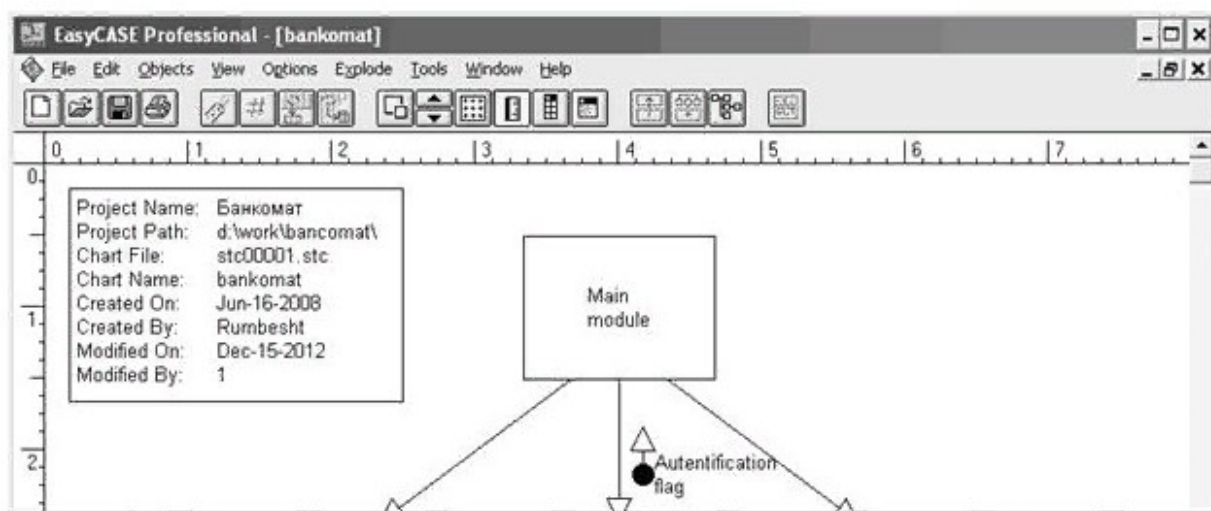 EasyCASE Professional - [bankomat]
File Edit Objects View Options Explode Tools Window Help
0 1 2 3 4 5 6 7
0
Project Name: Банкомат
Project Path: d:\work\bancomat\
Chart File: stc00001.stc
Chart Name: bankomat
Created On: Jun-16-2008
Created By: Rumbesht
Modified On: Dec-15-2012
Modified By: 1
Main
module
1
2
Autentification
flag